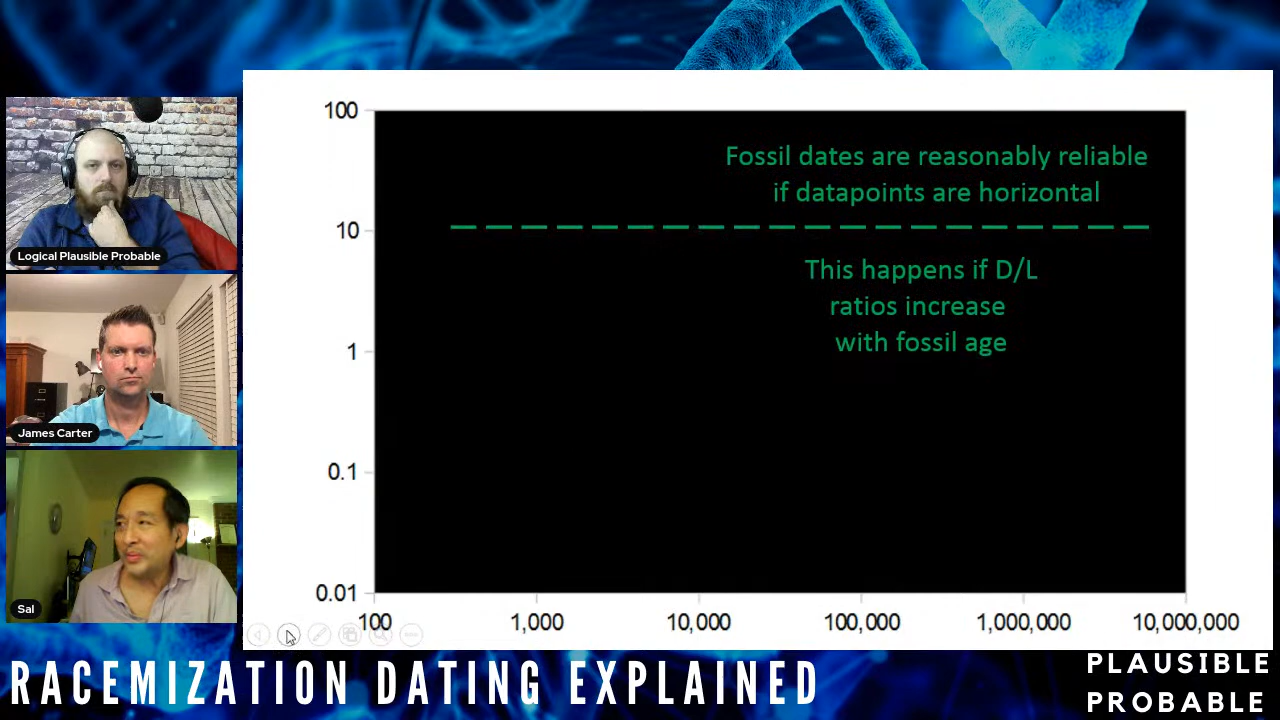 Logical Plausible Probable
James Carter
Sal
100
10
1
0.1
0.01
100
1,000
10,000
100,000
1,000,000
10,000,000
Fossil dates are reasonably reliable
if datapoints are horizontal
This happens if D/L
ratios increase
with fossil age
RACEMIZATION DATING EXPLAINED
PLAUSIBLE
PROBABLE